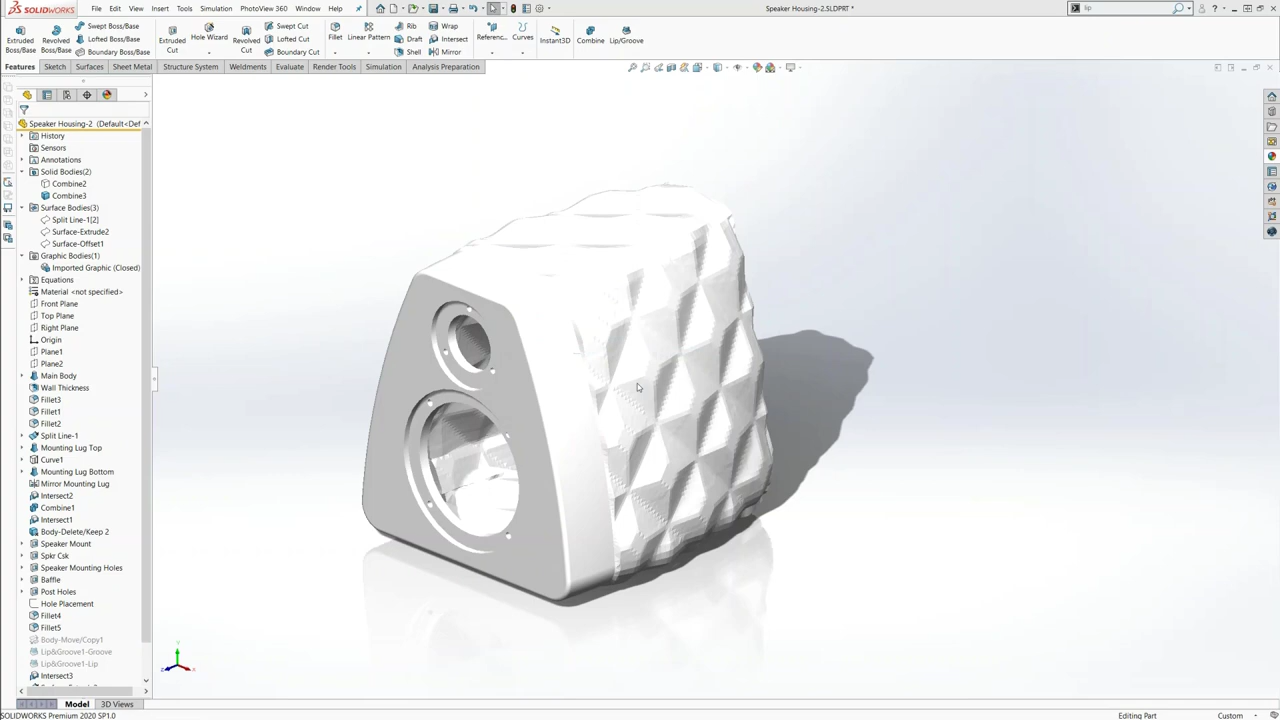 SOLIDWORKS
File Edit View Insert Tools Simulation PhotoView 360 Window Help
Speaker Housing-2.SLDPRT *
lip
Extruded Boss/Base
Revolved Boss/Base
Swept Boss/Base
Lofted Boss/Base
Boundary Boss/Base
Extruded Cut
Hole Wizard
Revolved Cut
Swept Cut
Lofted Cut
Boundary Cut
Fillet
Linear Pattern
Rib
Draft
Shell
Wrap
Intersect
Mirror
Referenc...
Curves
Instant3D
Combine
Lip/Groove
Features Sketch Surfaces Sheet Metal Structure System Weldments Evaluate Render Tools Simulation Analysis Preparation
Speaker Housing-2 (Default<Def
History
Sensors
Annotations
Solid Bodies(2)
Combine2
Combine3
Surface Bodies(3)
Split Line-1[2]
Surface-Extrude2
Surface-Offset1
Graphic Bodies(1)
Imported Graphic (Closed)
Equations
Material <not specified>
Front Plane
Top Plane
Right Plane
Origin
Plane1
Plane2
Main Body
Wall Thickness
Fillet3
Fillet1
Fillet2
Split Line-1
Mounting Lug Top
Curve1
Mounting Lug Bottom
Mirror Mounting Lug
Intersect2
Combine1
Intersect1
Body-Delete/Keep 2
Speaker Mount
Spkr Csk
Speaker Mounting Holes
Baffle
Post Holes
Hole Placement
Fillet4
Fillet5
Body-Move/Copy1
Lip&Groove1-Groove
Lip&Groove1-Lip
Intersect3
Model 3D Views
SOLIDWORKS Premium 2020 SP1.0
Editing Part
Custom